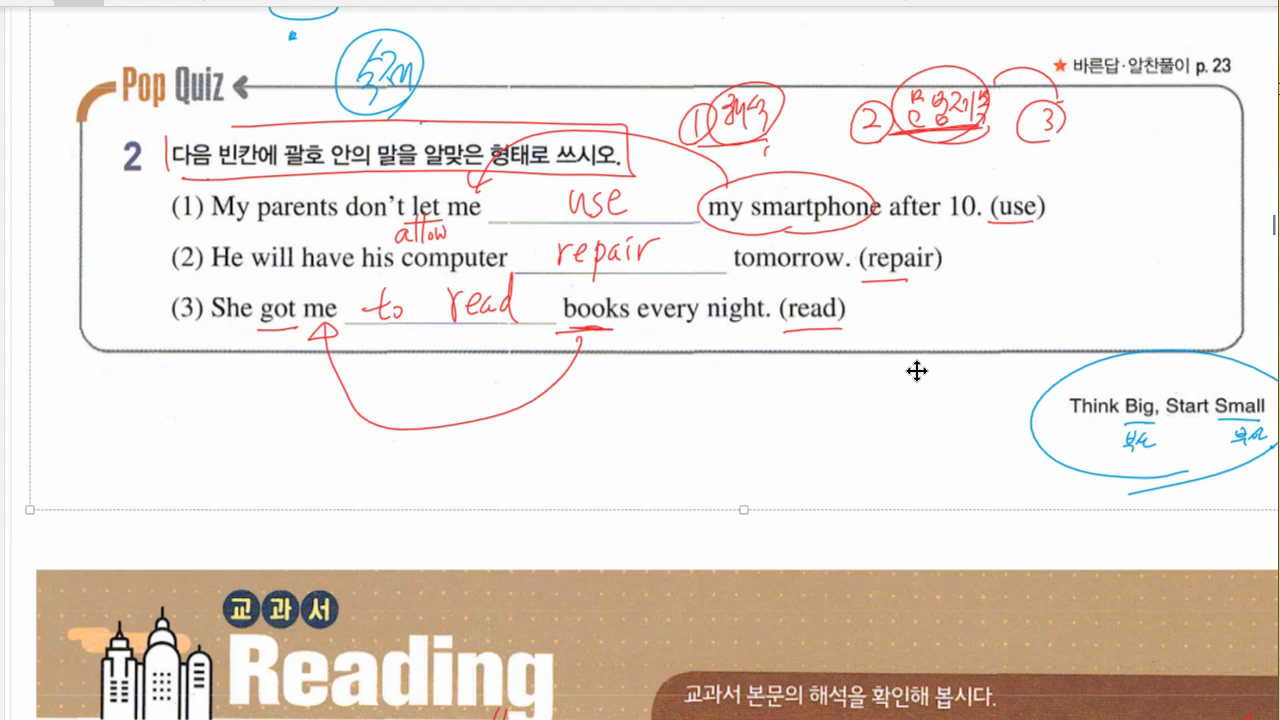 숙제
Pop Quiz
★ 바른답·알찬풀이 p. 23
① 해석 ② 문법지식 ③
2 다음 빈칸에 괄호 안의 말을 알맞은 형태로 쓰시오.
(1) My parents don't let me use my smartphone after 10. (use)
allow
(2) He will have his computer repair tomorrow. (repair)
(3) She got me to read books every night. (read)
Think Big, Start Small
부사
교과서
Reading
교과서 본문의 해석을 확인해 봅시다.